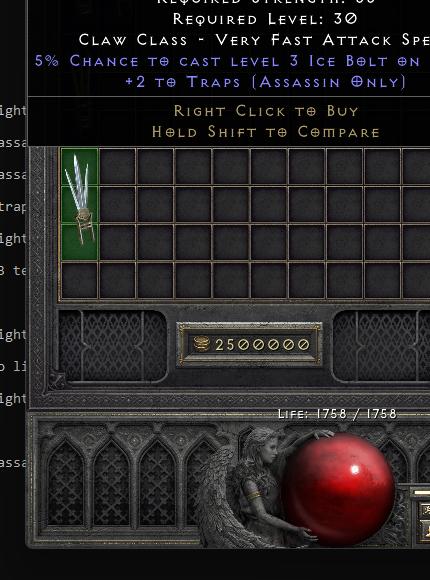 Required Level: 30
Claw Class - Very Fast Attack Spe
5% Chance to cast level 3 Ice Bolt on
+2 to Traps (Assassin Only)
Right Click to Buy
Hold Shift to Compare
2500000
Life: 1758 / 1758